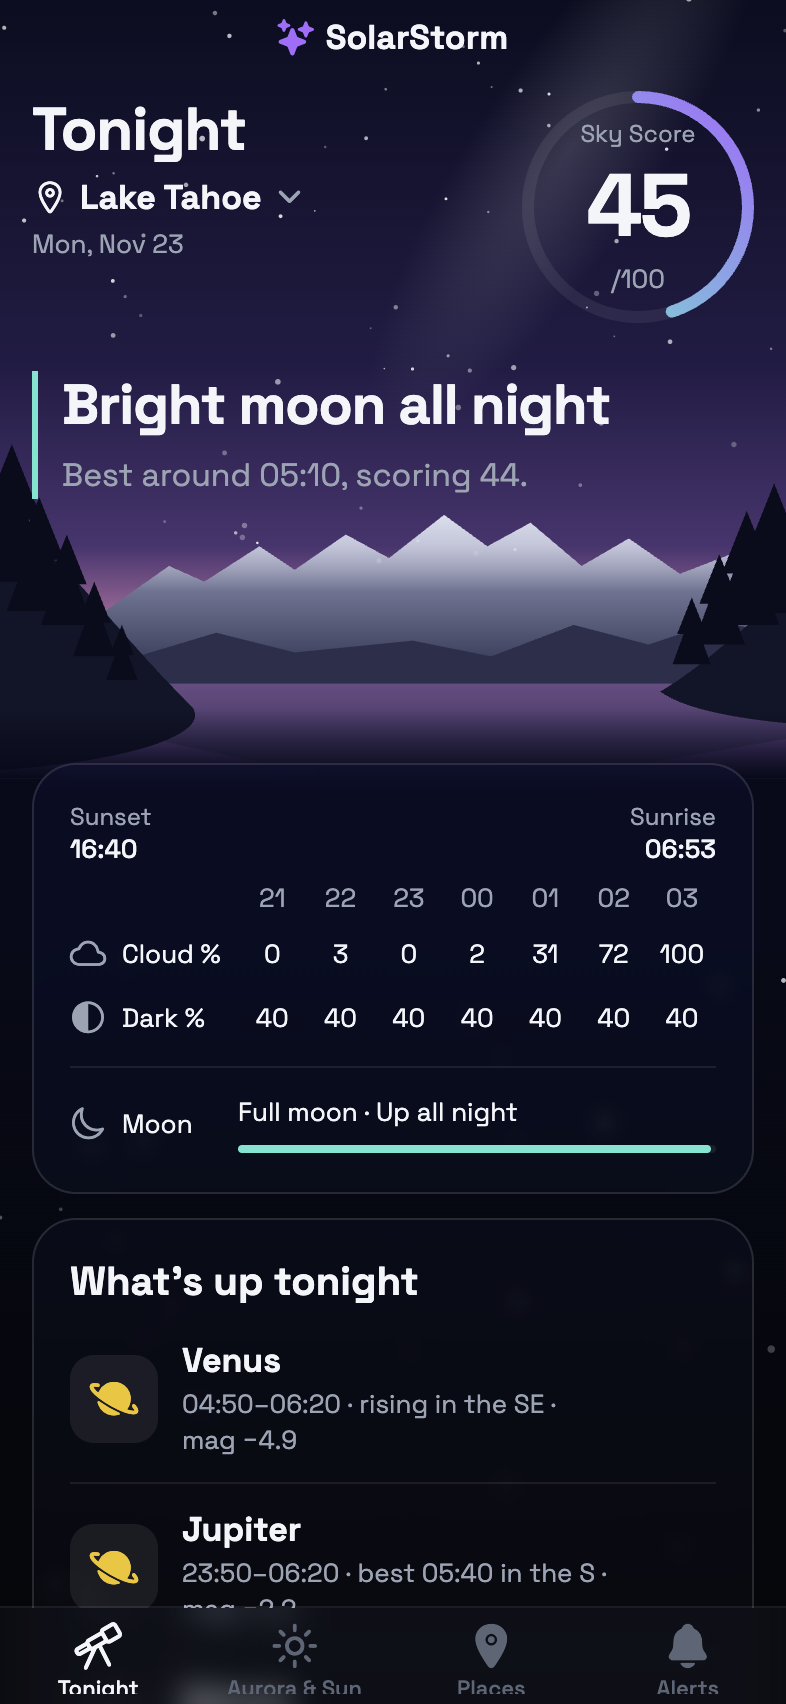 SolarStorm
Tonight
Lake Tahoe
Mon, Nov 23
Sky Score
45
/100
Bright moon all night
Best around 05:10, scoring 44.
Sunset
16:40
Sunrise
06:53
21 22 23 00 01 02 03
Cloud % 0 3 0 2 31 72 100
Dark % 40 40 40 40 40 40 40
Moon
Full moon · Up all night
What's up tonight
Venus
04:50–06:20 · rising in the SE ·
mag −4.9
Jupiter
23:50–06:20 · best 05:40 in the S ·
mag −2.2
Tonight
Aurora & Sun
Places
Alerts